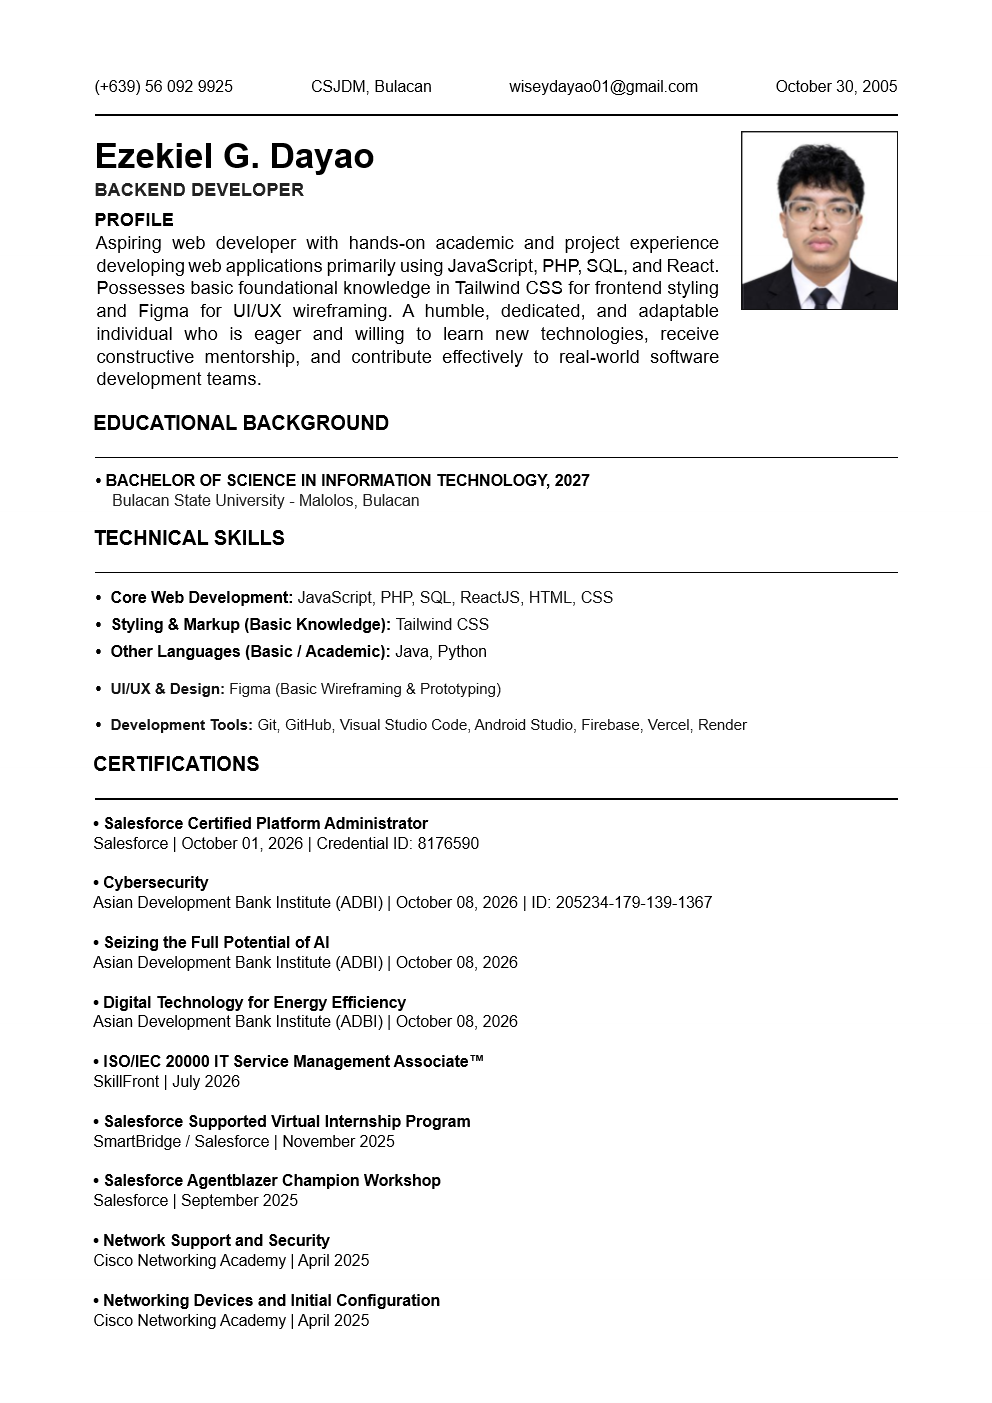 (+639) 56 092 9925 CSJDM, Bulacan wiseydayao01@gmail.com October 30, 2005
Ezekiel G. Dayao
BACKEND DEVELOPER
PROFILE
Aspiring web developer with hands-on academic and project experience
developing web applications primarily using JavaScript, PHP, SQL, and React.
Possesses basic foundational knowledge in Tailwind CSS for frontend styling
and Figma for UI/UX wireframing. A humble, dedicated, and adaptable
individual who is eager and willing to learn new technologies, receive
constructive mentorship, and contribute effectively to real-world software
development teams.
EDUCATIONAL BACKGROUND
• BACHELOR OF SCIENCE IN INFORMATION TECHNOLOGY, 2027
Bulacan State University - Malolos, Bulacan
TECHNICAL SKILLS
• Core Web Development: JavaScript, PHP, SQL, ReactJS, HTML, CSS
• Styling & Markup (Basic Knowledge): Tailwind CSS
• Other Languages (Basic / Academic): Java, Python
• UI/UX & Design: Figma (Basic Wireframing & Prototyping)
• Development Tools: Git, GitHub, Visual Studio Code, Android Studio, Firebase, Vercel, Render
CERTIFICATIONS
• Salesforce Certified Platform Administrator
Salesforce | October 01, 2026 | Credential ID: 8176590
• Cybersecurity
Asian Development Bank Institute (ADBI) | October 08, 2026 | ID: 205234-179-139-1367
• Seizing the Full Potential of AI
Asian Development Bank Institute (ADBI) | October 08, 2026
• Digital Technology for Energy Efficiency
Asian Development Bank Institute (ADBI) | October 08, 2026
• ISO/IEC 20000 IT Service Management Associate™
SkillFront | July 2026
• Salesforce Supported Virtual Internship Program
SmartBridge / Salesforce | November 2025
• Salesforce Agentblazer Champion Workshop
Salesforce | September 2025
• Network Support and Security
Cisco Networking Academy | April 2025
• Networking Devices and Initial Configuration
Cisco Networking Academy | April 2025